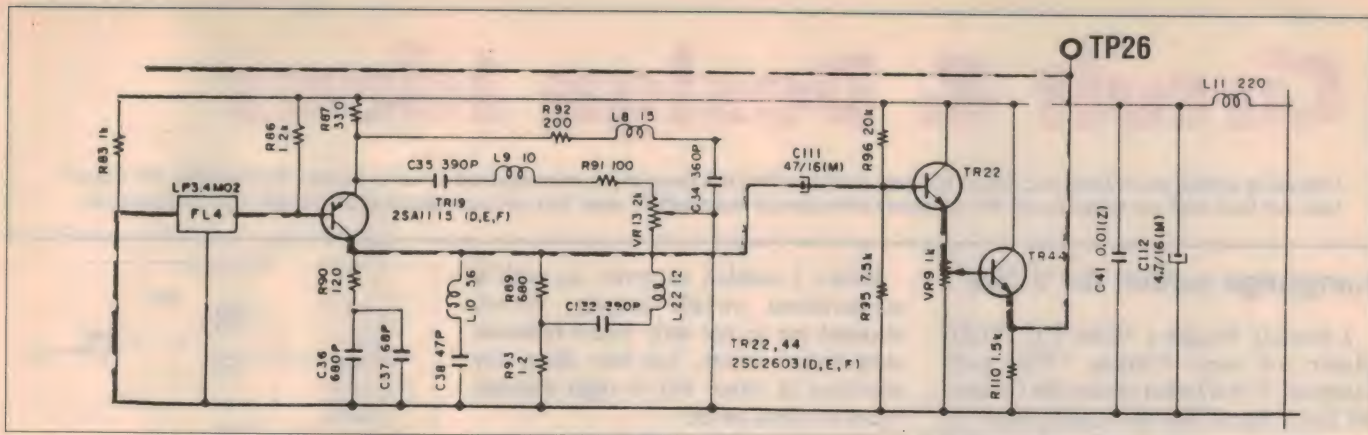 TP26
L11 220
R83 1k
R86 1.2k
R87 330
R92 200
L8 15
C35 390P
L9 10
R91 100
C34 360P
VR13 2k
LP3.4M02
FL4
TR19
2SA1115 (D,E,F)
C111
47/16(M)
R96 20k
TR22
TR44
VR9 1k
C41 0.01(Z)
C112
47/16(M)
R90
120
L10 56
R89
680
C132 390P
L22 12
R35 7.5k
C36
680P
C37 68P
C38 47P
R93
1.2
TR22,44
2SC2603(D,E,F)
R110 1.5k